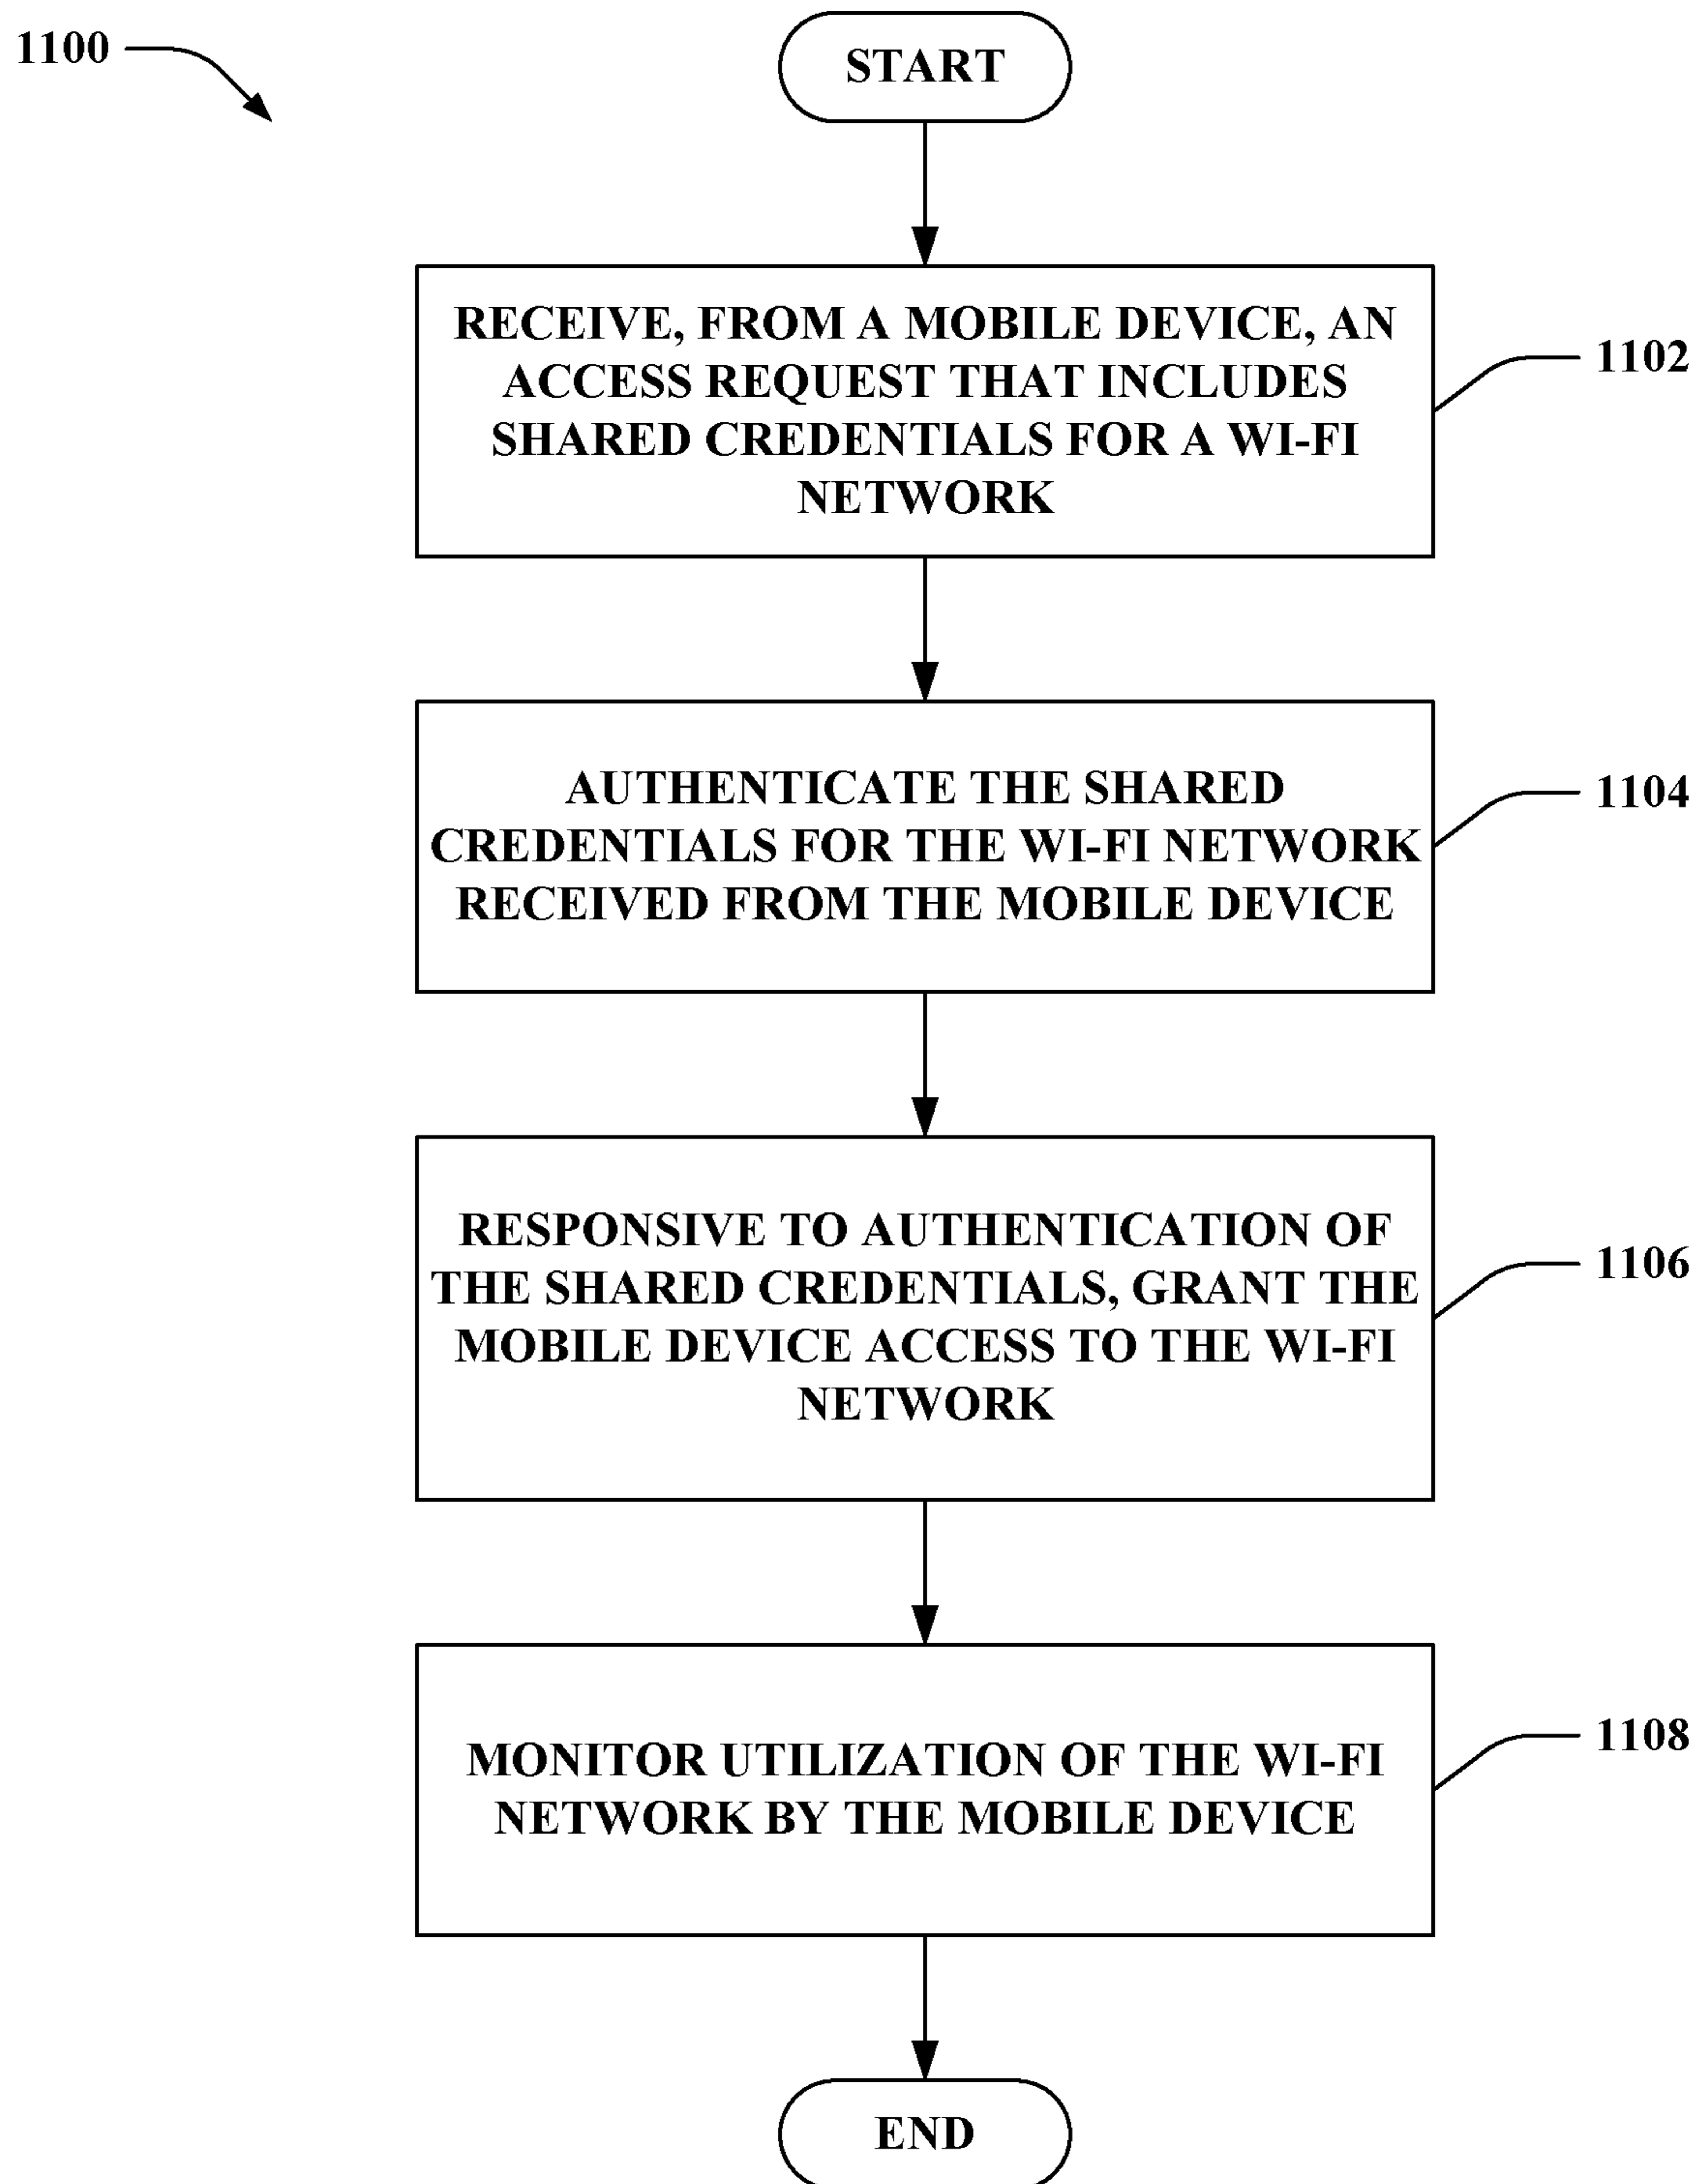 1100
START
RECEIVE, FROM A MOBILE DEVICE, AN
ACCESS REQUEST THAT INCLUDES
SHARED CREDENTIALS FOR A WI-FI
NETWORK
1102
AUTHENTICATE THE SHARED
CREDENTIALS FOR THE WI-FI NETWORK
RECEIVED FROM THE MOBILE DEVICE
1104
RESPONSIVE TO AUTHENTICATION OF
THE SHARED CREDENTIALS, GRANT THE
MOBILE DEVICE ACCESS TO THE WI-FI
NETWORK
1106
MONITOR UTILIZATION OF THE WI-FI
NETWORK BY THE MOBILE DEVICE
1108
END